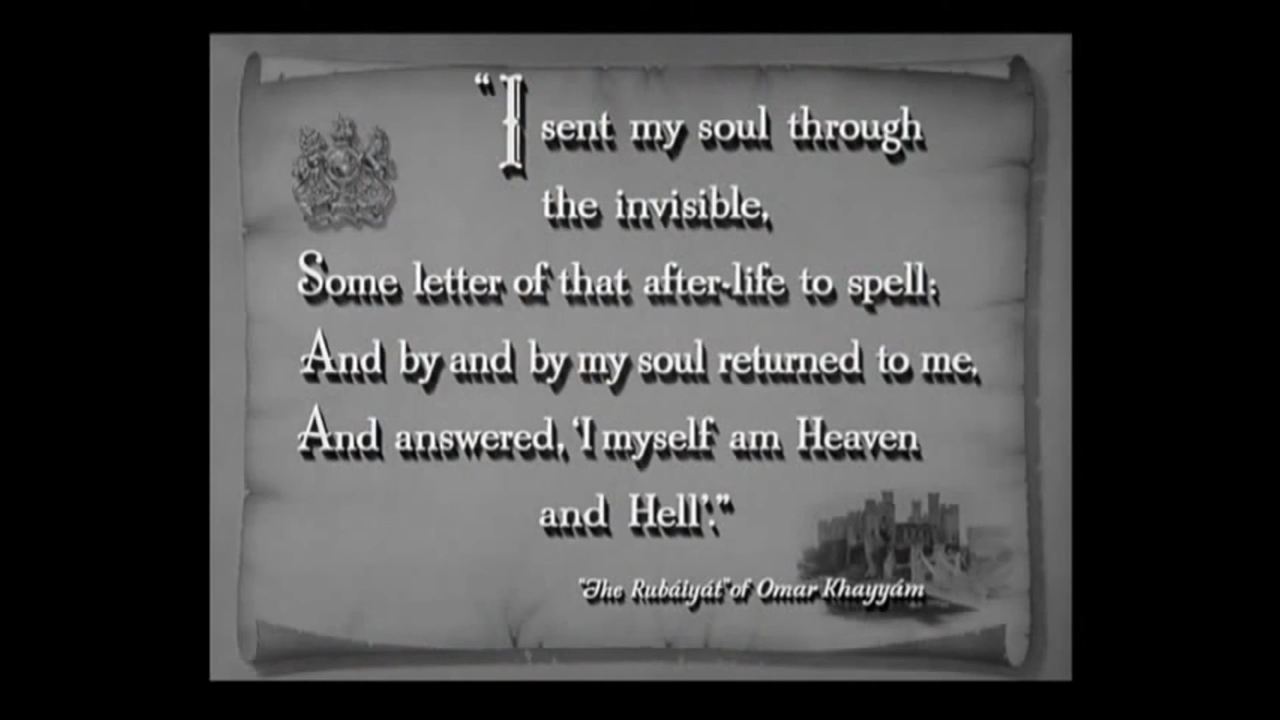 "I sent my soul through
the invisible,
Some letter of that after-life to spell:
And by and by my soul returned to me,
And answered, 'I myself am Heaven
and Hell'."
"The Rubáiyát" of Omar Khayyám